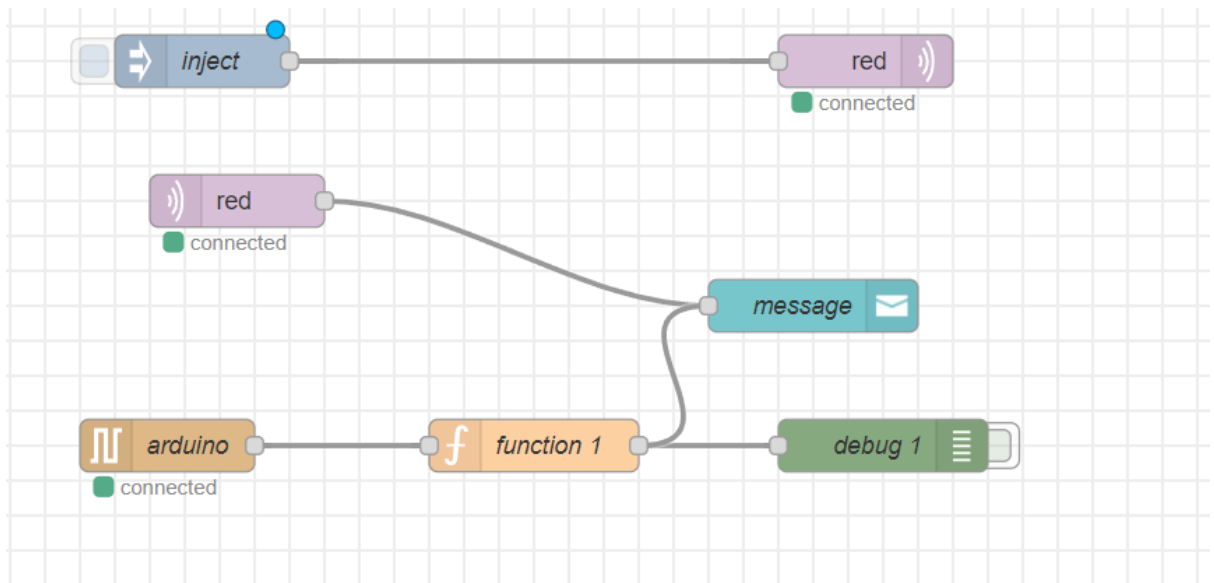 inject
red
connected
red
connected
message
arduino
function 1
debug 1
connected